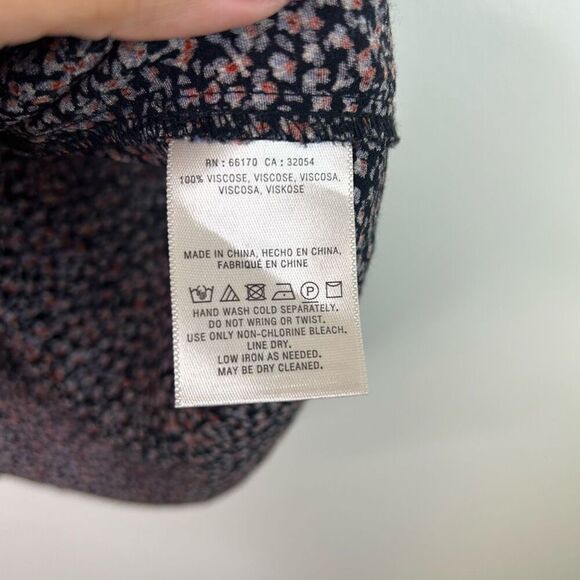 RN : 66170 CA : 32054
100% VISCOSE, VISCOSE, VISCOSA,
VISCOSA, VISKOSE
MADE IN CHINA, HECHO EN CHINA,
FABRIQUÉ EN CHINE
P
HAND WASH COLD SEPARATELY.
DO NOT WRING OR TWIST.
USE ONLY NON-CHLORINE BLEACH.
LINE DRY.
LOW IRON AS NEEDED.
MAY BE DRY CLEANED.